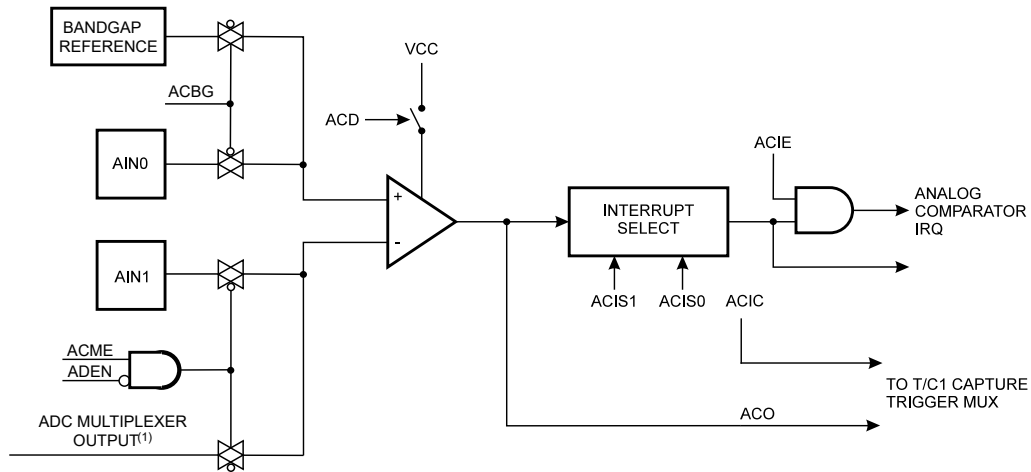 BANDGAP
REFERENCE
VCC
ACBG
ACD
AIN0
ACIE
+
-
INTERRUPT
SELECT
ANALOG
COMPARATOR
IRQ
AIN1
ACIS1
ACIS0
ACIC
ACME
ADEN
TO T/C1 CAPTURE
TRIGGER MUX
ADC MULTIPLEXER
OUTPUT(1)
ACO